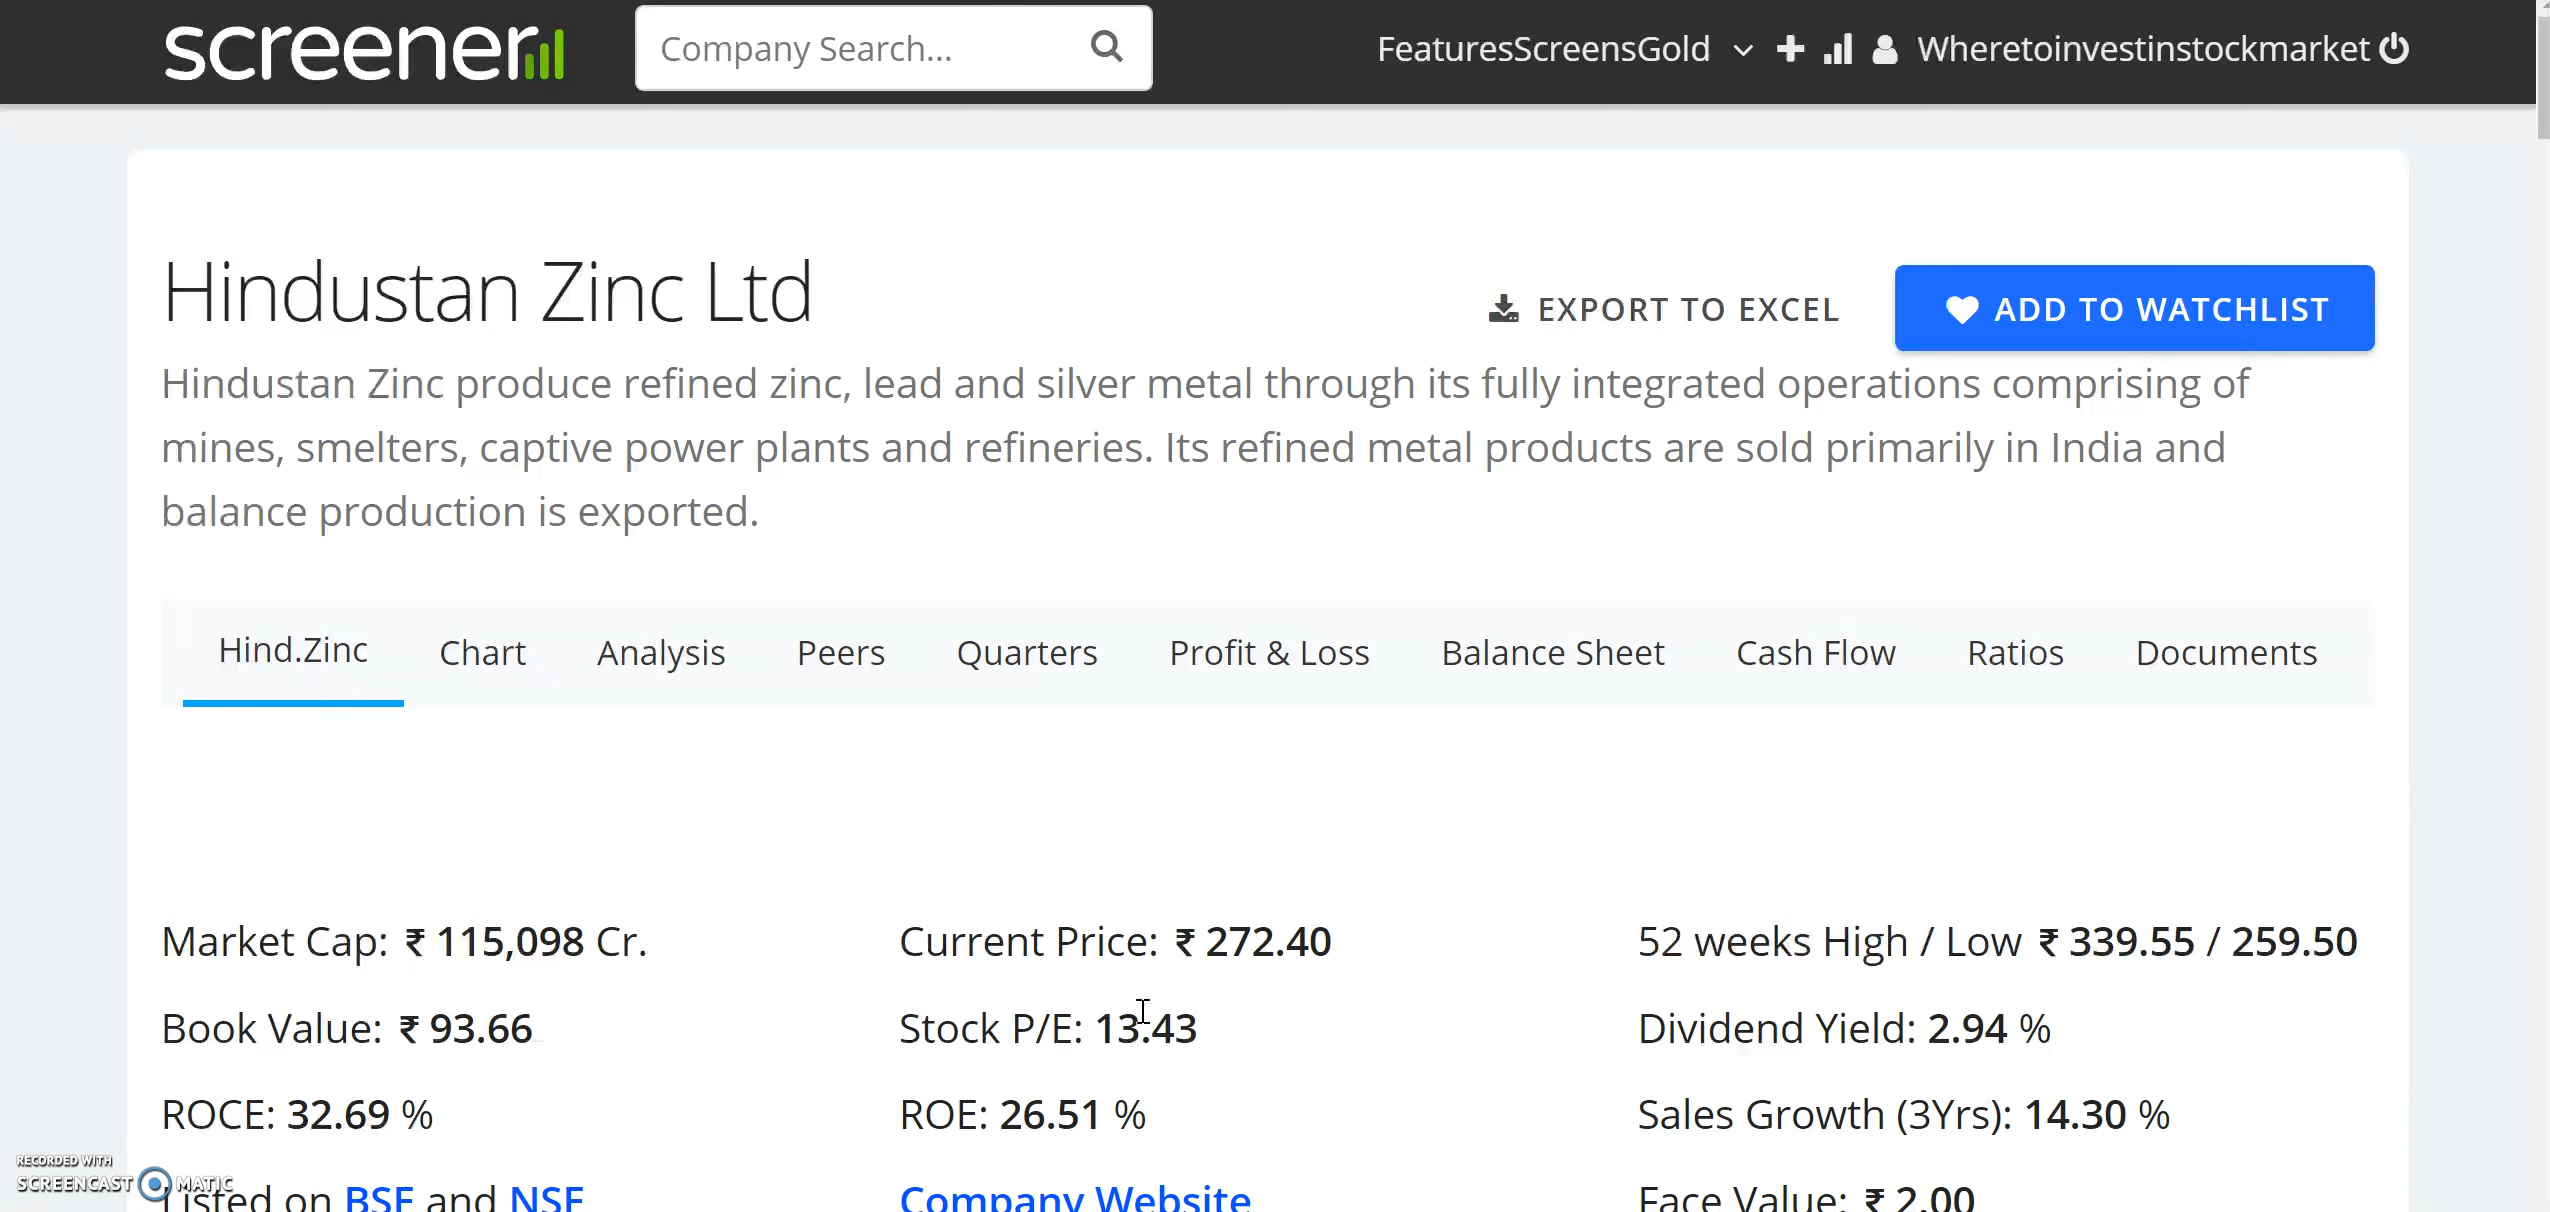 screener
Company Search...
FeaturesScreensGold
Wheretoinvestinstockmarket
Hindustan Zinc Ltd
EXPORT TO EXCEL
ADD TO WATCHLIST
Hindustan Zinc produce refined zinc, lead and silver metal through its fully integrated operations comprising of
mines, smelters, captive power plants and refineries. Its refined metal products are sold primarily in India and
balance production is exported.
Hind.Zinc Chart Analysis Peers Quarters Profit & Loss Balance Sheet Cash Flow Ratios Documents
Market Cap: ₹ 115,098 Cr. Current Price: ₹ 272.40 52 weeks High / Low ₹ 339.55 / 259.50
Book Value: ₹ 93.66 Stock P/E: 13.43 Dividend Yield: 2.94 %
ROCE: 32.69 % ROE: 26.51 % Sales Growth (3Yrs): 14.30 %
Listed on BSE and NSE Company Website Face Value: ₹ 2.00
RECORDED WITH
SCREENCAST MATIC